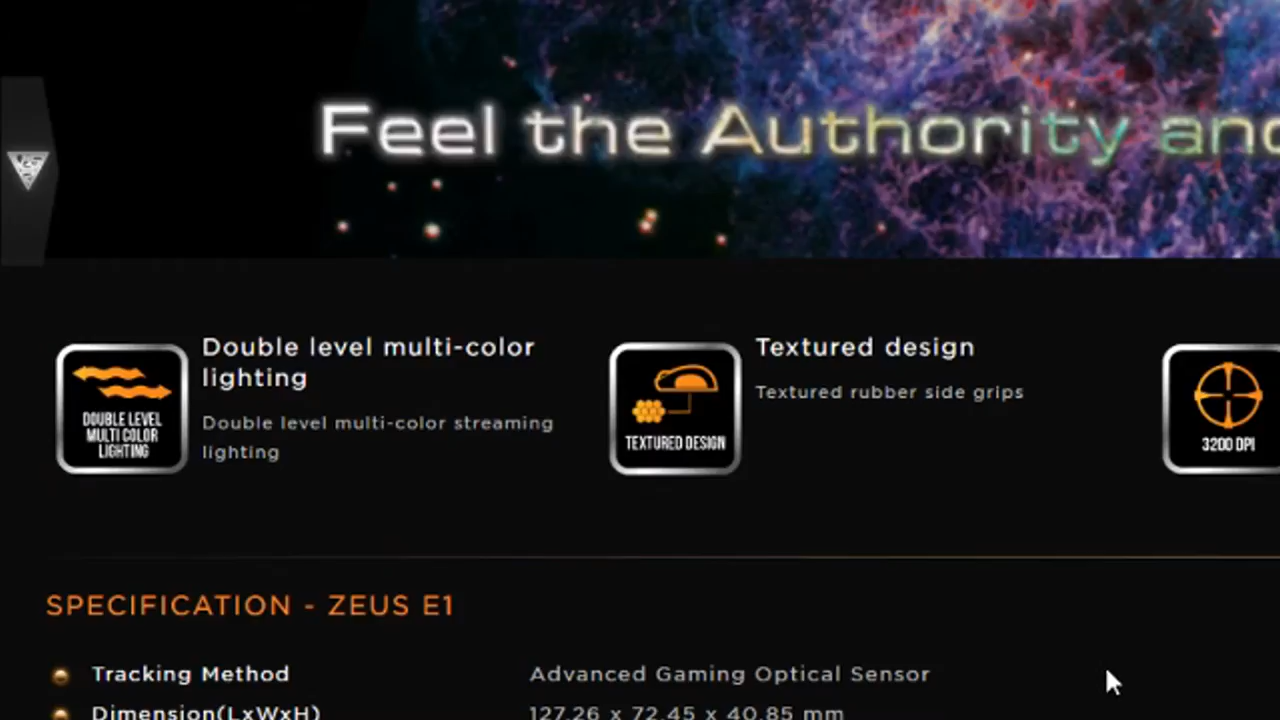 Feel the Authority and
Double level multi-color
lighting
Double level multi-color streaming
lighting
DOUBLE LEVEL
MULTI COLOR
LIGHTING
Textured design
Textured rubber side grips
TEXTURED DESIGN
3200 DPI
SPECIFICATION - ZEUS E1
Tracking Method Advanced Gaming Optical Sensor
Dimension(LxWxH) 127.26 x 72.45 x 40.85 mm